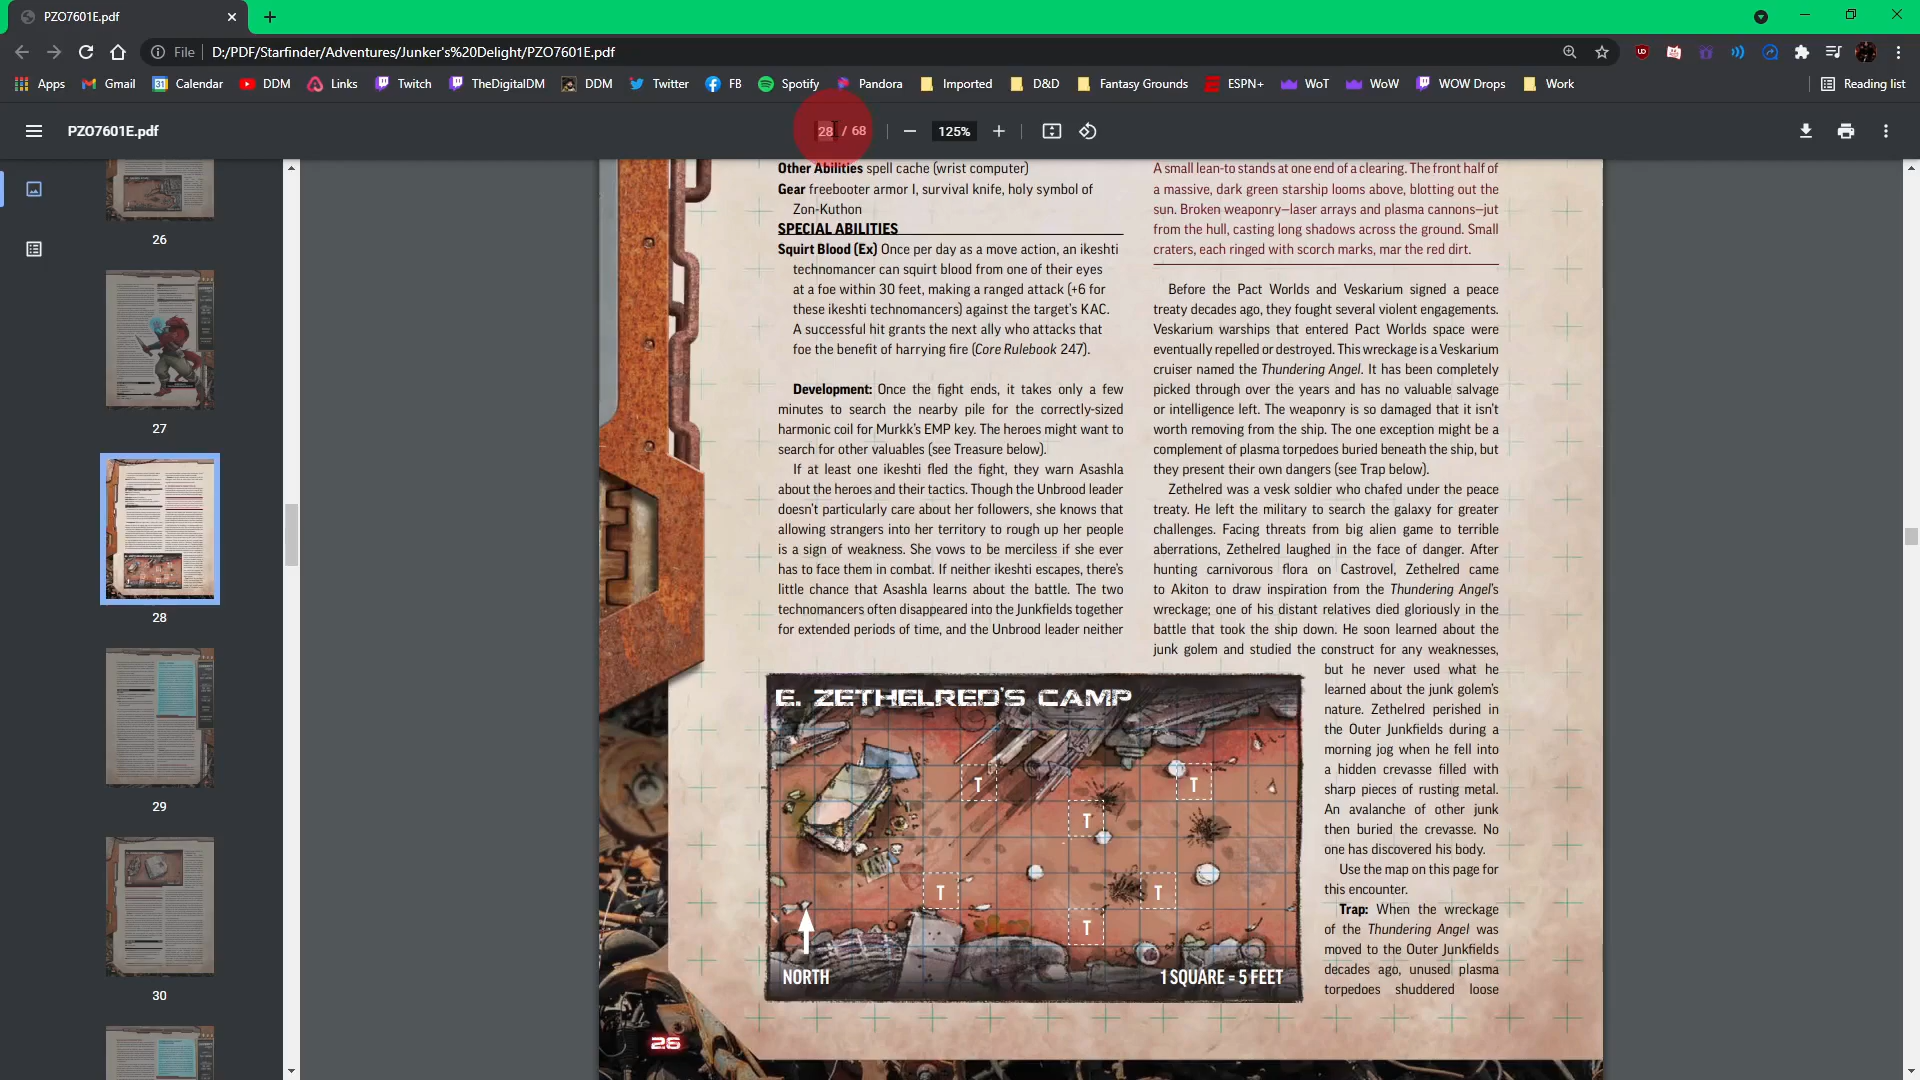 PZO7601E.pdf
File D:/PDF/Starfinder/Adventures/Junker's%20Delight/PZO7601E.pdf
Apps Gmail Calendar DDM Links Twitch TheDigitalDM DDM Twitter FB Spotify Pandora Imported D&D Fantasy Grounds ESPN+ WoT WoW WOW Drops Work Reading list
PZO7601E.pdf 28 / 68 125%
26
27
28
29
30
Other Abilities spell cache (wrist computer)
Gear freebooter armor I, survival knife, holy symbol of
Zon-Kuthon
SPECIAL ABILITIES
Squirt Blood (Ex) Once per day as a move action, an ikeshti
technomancer can squirt blood from one of their eyes
at a foe within 30 feet, making a ranged attack (+6 for
these ikeshti technomancers) against the target's KAC.
A successful hit grants the next ally who attacks that
foe the benefit of harrying fire (Core Rulebook 247).
Development: Once the fight ends, it takes only a few
minutes to search the nearby pile for the correctly-sized
harmonic coil for Murkk's EMP key. The heroes might want to
search for other valuables (see Treasure below).
If at least one ikeshti fled the fight, they warn Asashla
about the heroes and their tactics. Though the Unbrood leader
doesn't particularly care about her followers, she knows that
allowing strangers into her territory to rough up her people
is a sign of weakness. She vows to be merciless if she ever
has to face them in combat. If neither ikeshti escapes, there's
little chance that Asashla learns about the battle. The two
technomancers often disappeared into the Junkfields together
for extended periods of time, and the Unbrood leader neither
A small lean-to stands at one end of a clearing. The front half of
a massive, dark green starship looms above, blotting out the
sun. Broken weaponry—laser arrays and plasma cannons—jut
from the hull, casting long shadows across the ground. Small
craters, each ringed with scorch marks, mar the red dirt.
Before the Pact Worlds and Veskarium signed a peace
treaty decades ago, they fought several violent engagements.
Veskarium warships that entered Pact Worlds space were
eventually repelled or destroyed. This wreckage is a Veskarium
cruiser named the Thundering Angel. It has been completely
picked through over the years and has no valuable salvage
or intelligence left. The weaponry is so damaged that it isn't
worth removing from the ship. The one exception might be a
complement of plasma torpedoes buried beneath the ship, but
they present their own dangers (see Trap below).
Zethelred was a vesk soldier who chafed under the peace
treaty. He left the military to search the galaxy for greater
challenges. Facing threats from big alien game to terrible
aberrations, Zethelred laughed in the face of danger. After
hunting carnivorous flora on Castrovel, Zethelred came
to Akiton to draw inspiration from the Thundering Angel's
wreckage; one of his distant relatives died gloriously in the
battle that took the ship down. He soon learned about the
junk golem and studied the construct for any weaknesses,
but he never used what he
learned about the junk golem's
nature. Zethelred perished in
the Outer Junkfields during a
morning jog when he fell into
a hidden crevasse filled with
sharp pieces of rusting metal.
An avalanche of other junk
then buried the crevasse. No
one has discovered his body.
Use the map on this page for
this encounter.
Trap: When the wreckage
of the Thundering Angel was
moved to the Outer Junkfields
decades ago, unused plasma
torpedoes shuddered loose
E. ZETHELRED'S CAMP
T
T
T
T
T
T
NORTH
1 SQUARE = 5 FEET
26